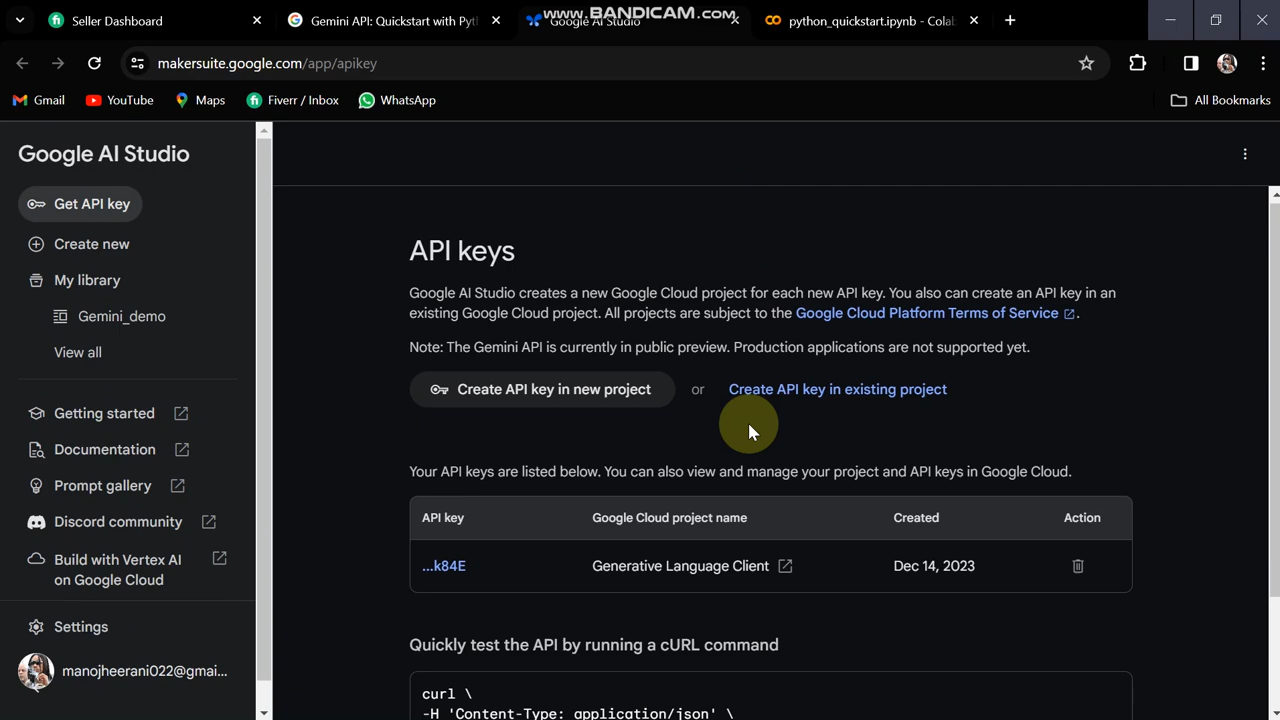 www.BANDICAM.com
Seller Dashboard
Gemini API: Quickstart with Pyt
Google AI Studio
python_quickstart.ipynb - Colab
makersuite.google.com/app/apikey
Gmail
YouTube
Maps
Fiverr / Inbox
WhatsApp
All Bookmarks
Google AI Studio
Get API key
Create new
My library
Gemini_demo
View all
Getting started
Documentation
Prompt gallery
Discord community
Build with Vertex AI
on Google Cloud
Settings
manojheerani022@gmai...
API keys
Google AI Studio creates a new Google Cloud project for each new API key. You also can create an API key in an
existing Google Cloud project. All projects are subject to the Google Cloud Platform Terms of Service.
Note: The Gemini API is currently in public preview. Production applications are not supported yet.
Create API key in new project or Create API key in existing project
Your API keys are listed below. You can also view and manage your project and API keys in Google Cloud.
API key Google Cloud project name Created Action
...k84E Generative Language Client Dec 14, 2023
Quickly test the API by running a cURL command
curl \
-H 'Content-Type: application/json' \